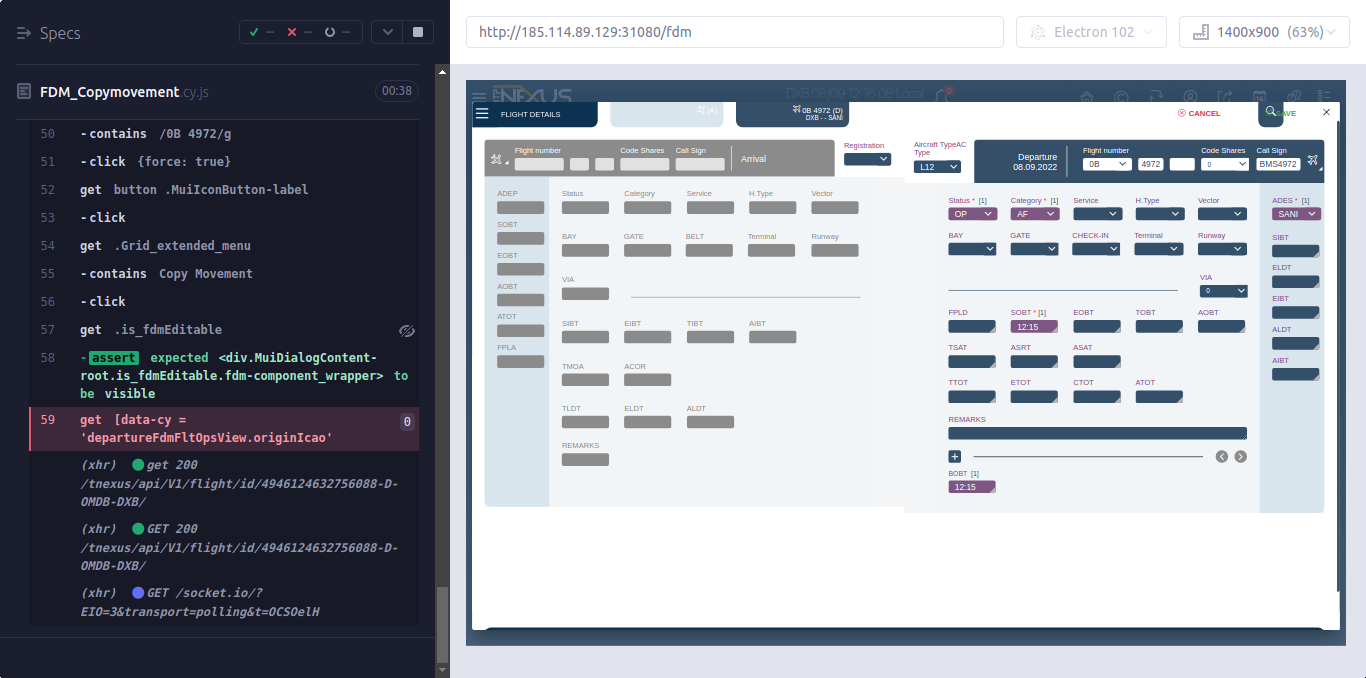 Specs
✓ -- ✕ -- --
FDM_Copymovement.cy.js
00:38
50 -contains /0B 4972/g
51 -click {force: true}
52 get button .MuiIconButton-label
53 -click
54 get .Grid_extended_menu
55 -contains Copy Movement
56 -click
57 get .is_fdmEditable
58 -assert expected <div.MuiDialogContent-
root.is_fdmEditable.fdm-component_wrapper> to
be visible
59 get [data-cy = 0
'departureFdmFltOpsView.originIcao'
(xhr) get 200
/tnexus/api/V1/flight/id/4946124632756088-D-
OMDB-DXB/
(xhr) GET 200
/tnexus/api/V1/flight/id/4946124632756088-D-
OMDB-DXB/
(xhr) GET /socket.io/?
EIO=3&transport=polling&t=OCSOelH
http://185.114.89.129:31080/fdm
Electron 102
1400x900 (63%)
NEXUS
DXB 08/09 12:16:08 Local
0
FLIGHT DETAILS
(A)
0B 4972 (D)
DXB - - SANI
CANCEL
SAVE
Flight number Code Shares Call Sign
Arrival
Registration
Aircraft TypeAC
Type
L12
Departure
08.09.2022
Flight number Code Shares Call Sign
0B 4972 0 BMS4972
ADEP
SOBT
EOBT
AOBT
ATOT
FPLA
Status Category Service H.Type Vector
BAY GATE BELT Terminal Runway
VIA
SIBT EIBT TIBT AIBT
TMOA ACOR
TLDT ELDT ALDT
REMARKS
Status * [1] Category * [1] Service H.Type Vector
OP AF
BAY GATE CHECK-IN Terminal Runway
VIA
0
FPLD SOBT * [1] EOBT TOBT AOBT
12:15
TSAT ASRT ASAT
TTOT ETOT CTOT ATOT
REMARKS
+
BOBT [1]
12:15
ADES * [1]
SANI
SIBT
ELDT
EIBT
ALDT
AIBT